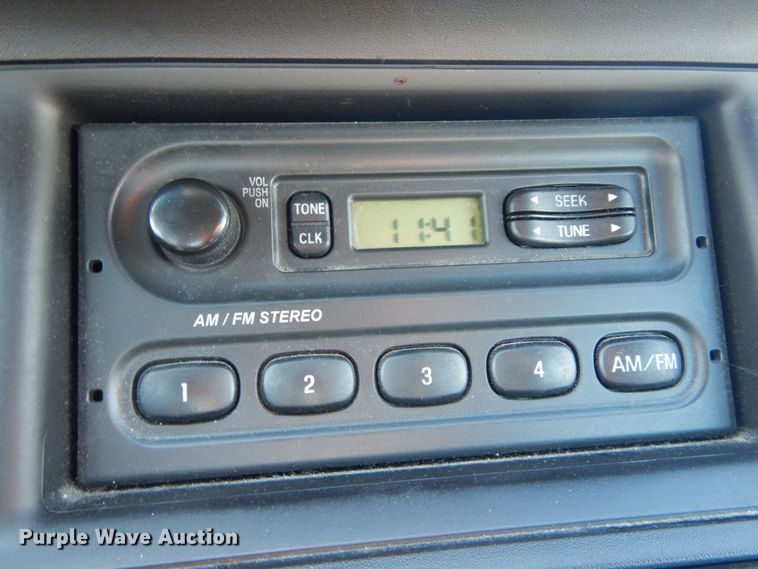 VOL
PUSH
ON
TONE
CLK
11:41
SEEK
TUNE
AM / FM STEREO
1 2 3 4 AM/FM
Purple Wave Auction